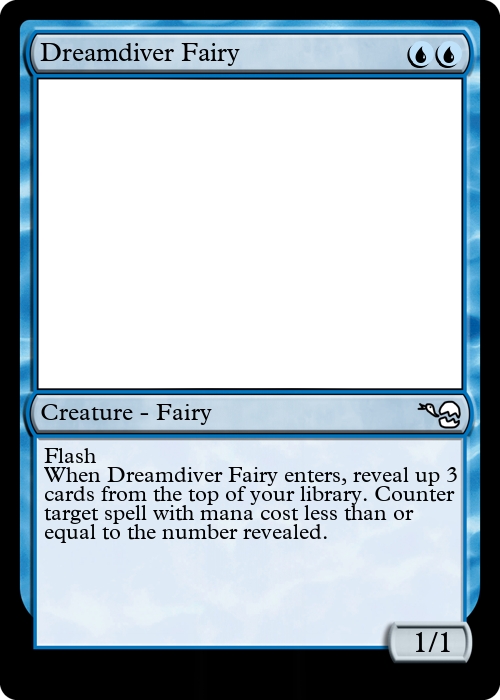 Dreamdiver Fairy
Creature - Fairy
Flash
When Dreamdiver Fairy enters, reveal up 3
cards from the top of your library. Counter
target spell with mana cost less than or
equal to the number revealed.
1/1